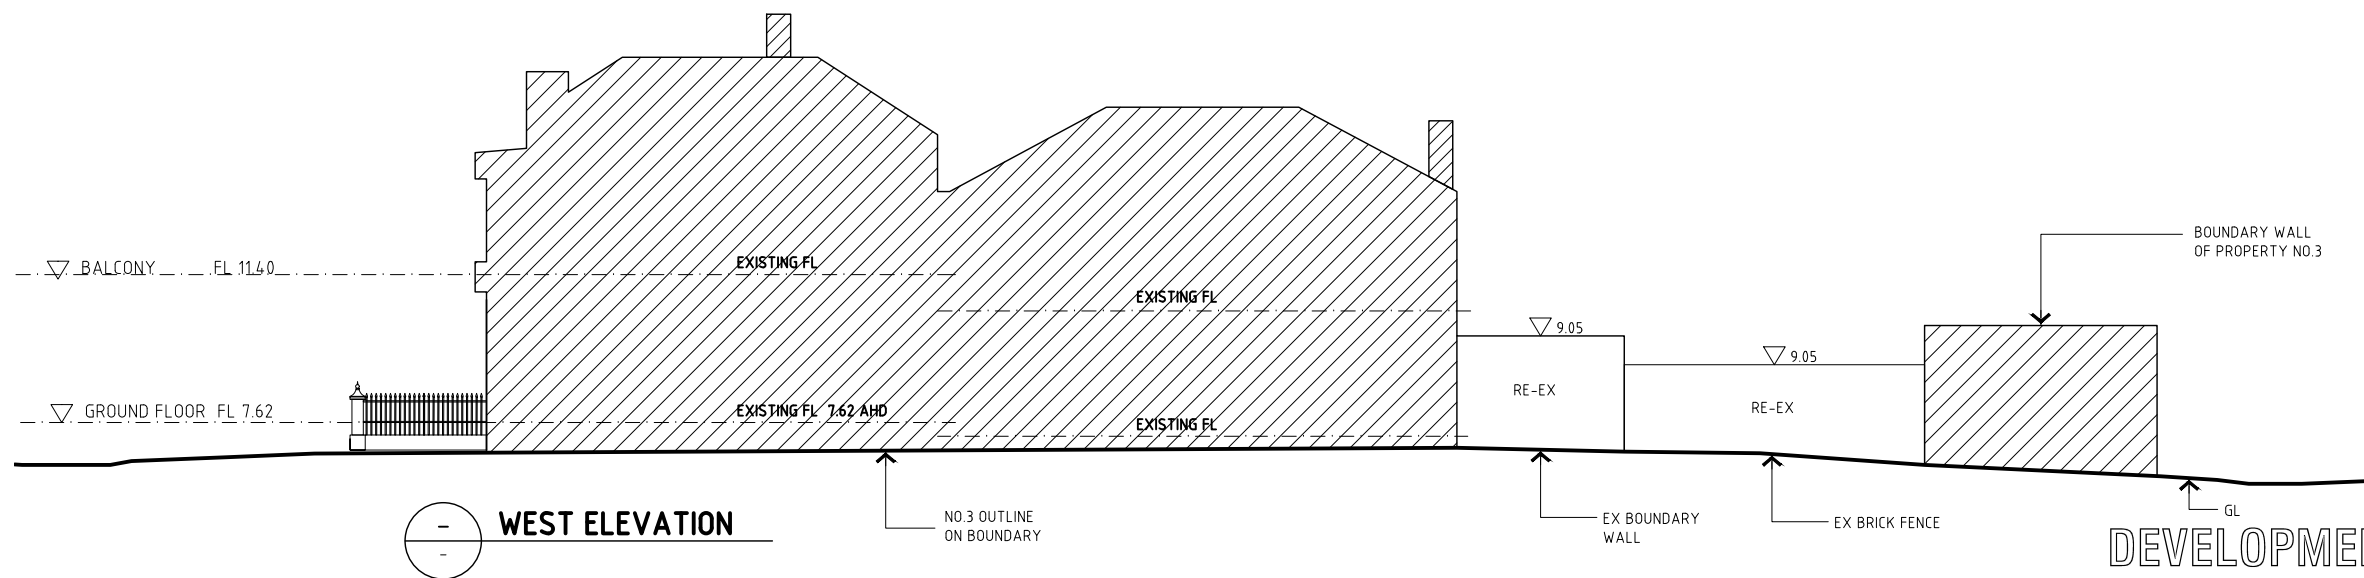 BOUNDARY WALL
OF PROPERTY NO.3
BALCONY FL 11.40
EXISTING FL
EXISTING FL
9.05
9.05
RE-EX
RE-EX
GROUND FLOOR FL 7.62
EXISTING FL 7.62 AHD
EXISTING FL
WEST ELEVATION
NO.3 OUTLINE
ON BOUNDARY
EX BOUNDARY
WALL
EX BRICK FENCE
GL
DEVELOPME